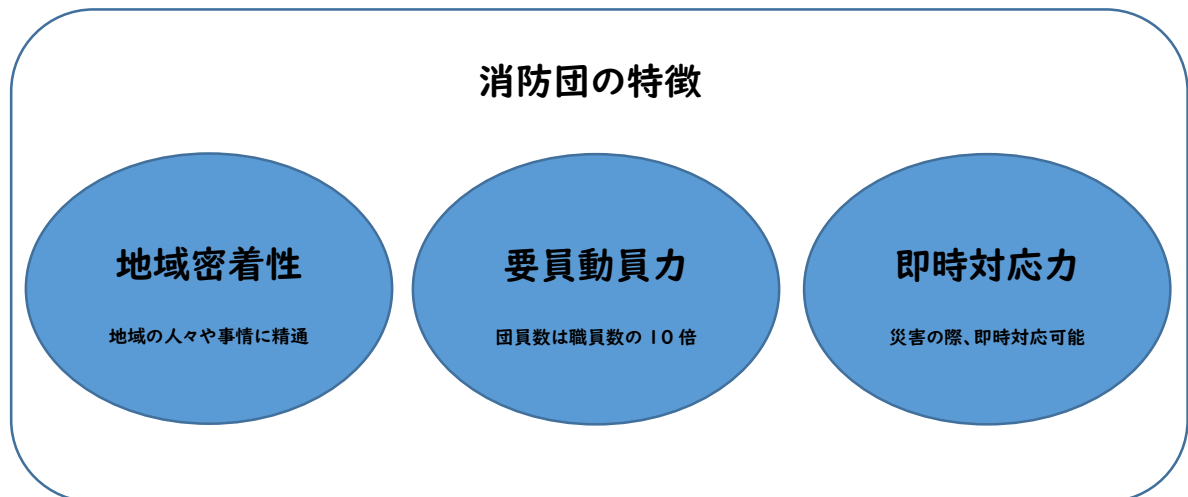 消防団の特徴
地域密着性
地域の人々や事情に精通
要員動員力
団員数は職員数の10倍
即時対応力
災害の際、即時対応可能